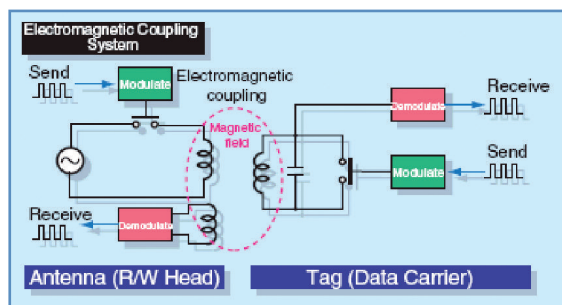 Electromagnetic Coupling
System
Send
Modulate
Electromagnetic
coupling
Magnetic
field
Demodulate
Receive
Modulate
Send
Receive
Demodulate
Antenna (R/W Head)
Tag (Data Carrier)